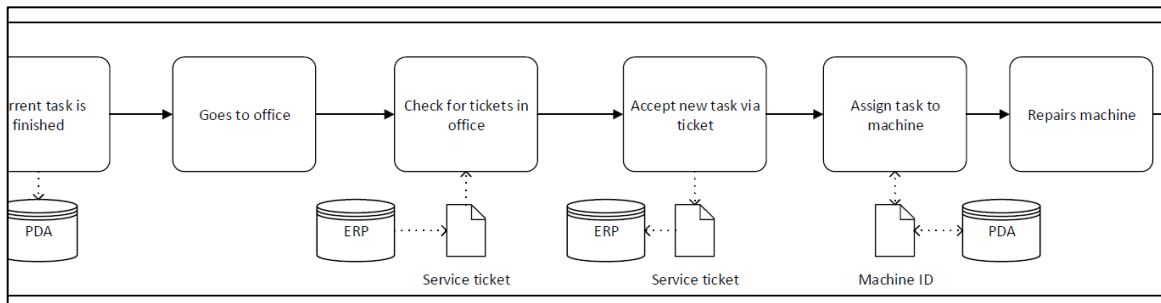 rrent task is
finished
Goes to office
Check for tickets in
office
Accept new task via
ticket
Assign task to
machine
Repairs machine
PDA
ERP
ERP
PDA
Service ticket
Service ticket
Machine ID